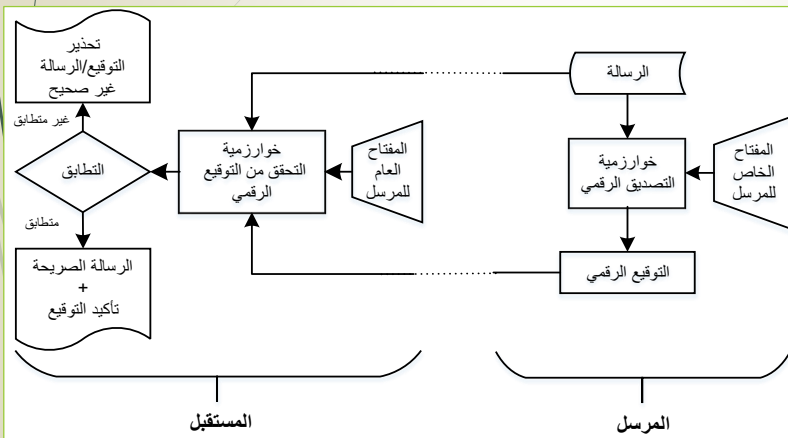 الرسالة
المفتاح
الخاص
للمرسل
خوارزمية
التصديق الرقمي
التوقيع الرقمي
المرسل
المفتاح
العام
للمرسل
خوارزمية
التحقق من التوقيع
الرقمي
التطابق
غير متطابق
تحذير
التوقيع/الرسالة
غير صحيح
متطابق
الرسالة الصريحة
+
تأكيد التوقيع
المستقبل